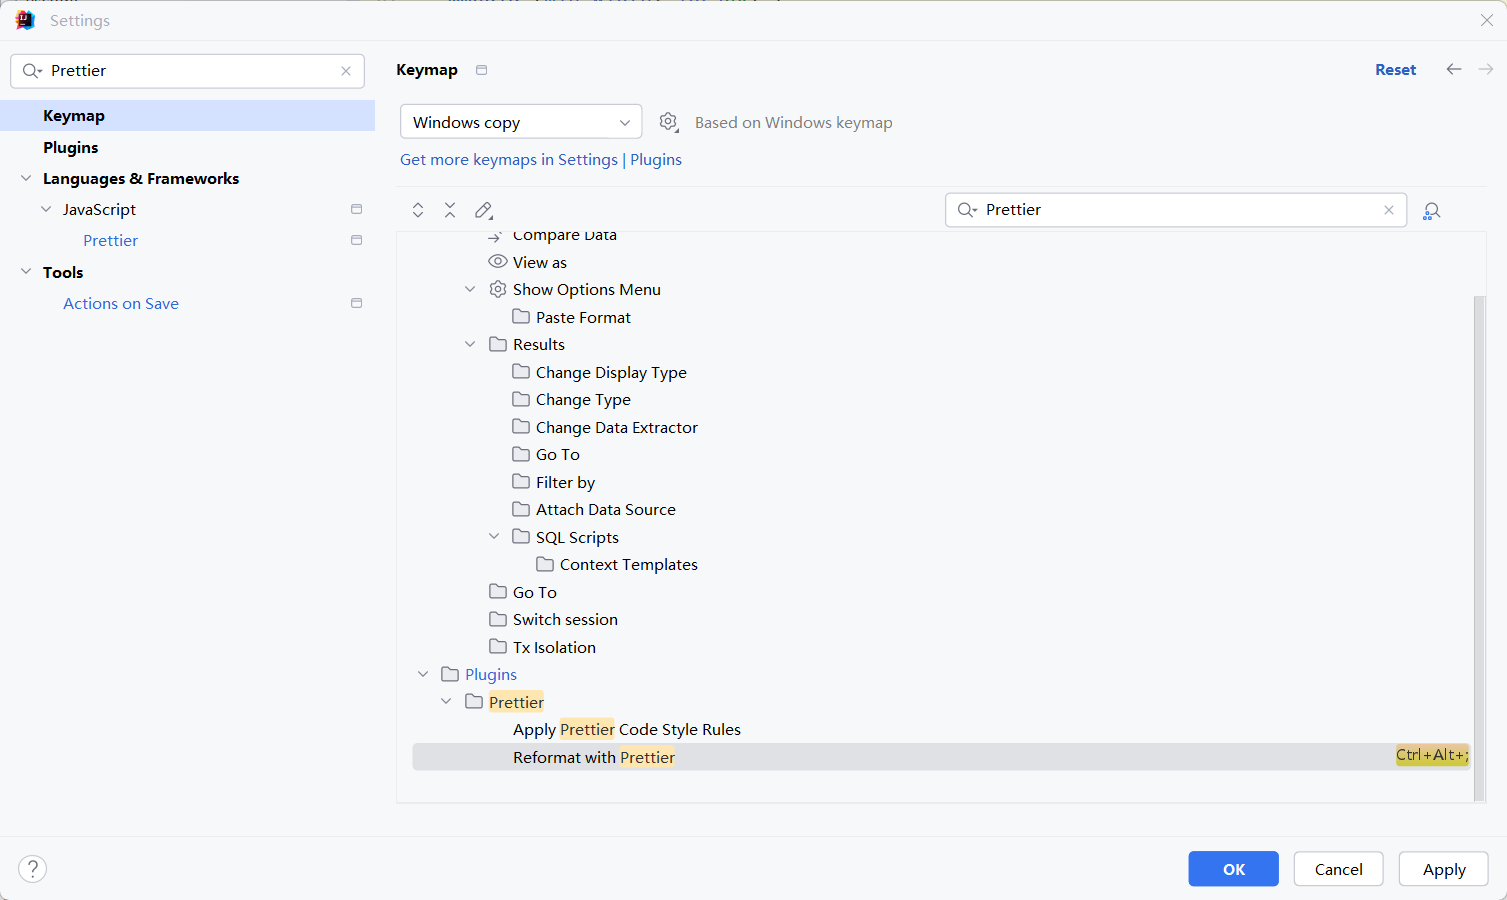 Settings
Prettier
Keymap
Plugins
Languages & Frameworks
JavaScript
Prettier
Tools
Actions on Save
Keymap
Reset
Windows copy
Based on Windows keymap
Get more keymaps in Settings | Plugins
Prettier
Compare Data
View as
Show Options Menu
Paste Format
Results
Change Display Type
Change Type
Change Data Extractor
Go To
Filter by
Attach Data Source
SQL Scripts
Context Templates
Go To
Switch session
Tx Isolation
Plugins
Prettier
Apply Prettier Code Style Rules
Reformat with Prettier
Ctrl+Alt+;
?
OK
Cancel
Apply